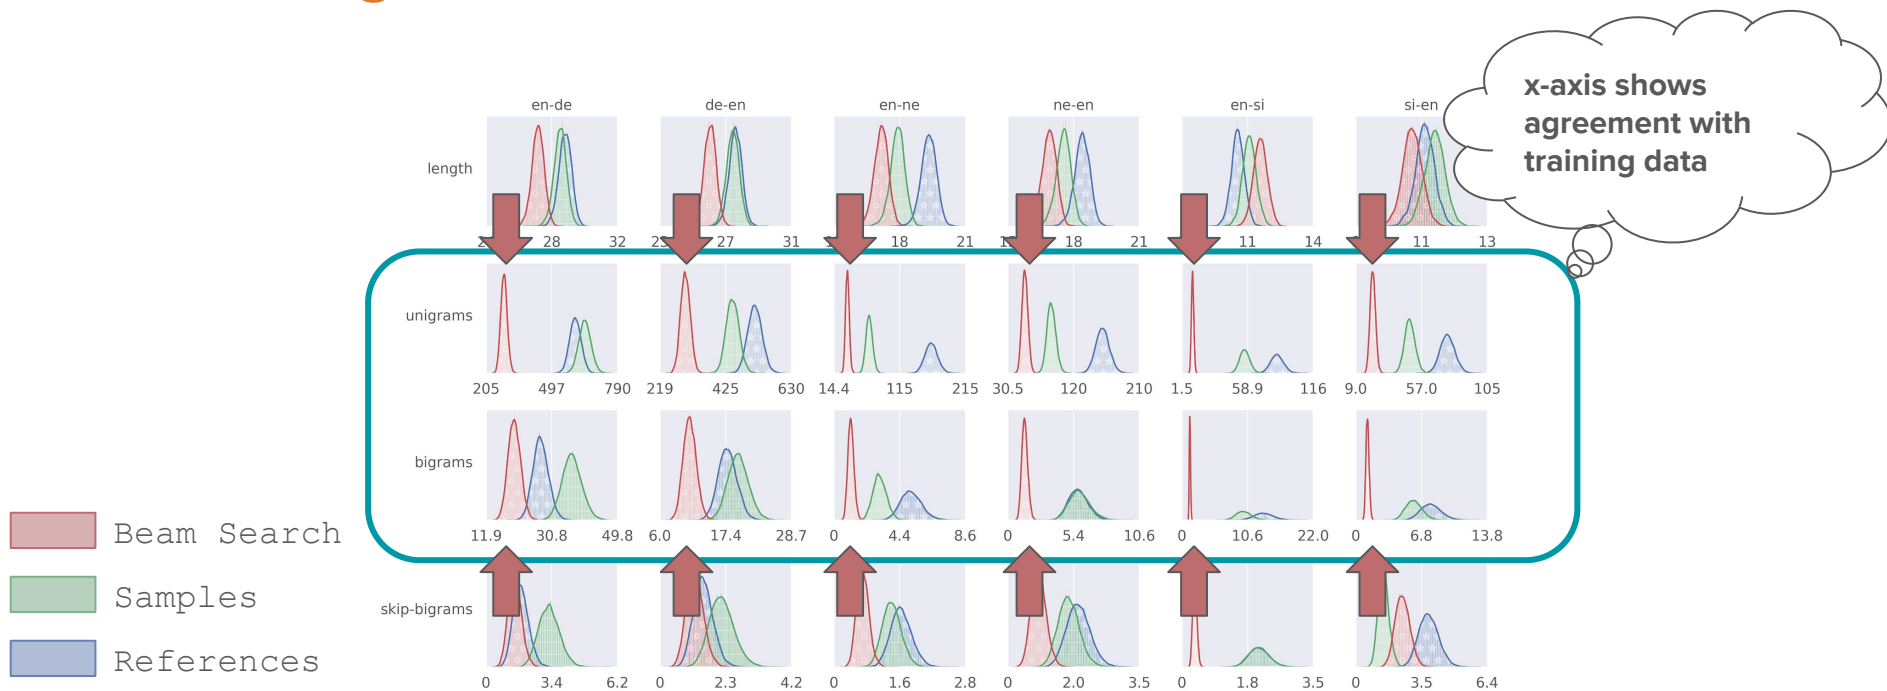 x-axis shows
agreement with
training data
en-de de-en en-ne ne-en en-si si-en
length
28 32 27 31 18 21 18 21 11 14 11 13
unigrams
205 497 790 219 425 630 14.4 115 215 30.5 120 210 1.5 58.9 116 9.0 57.0 105
bigrams
11.9 30.8 49.8 6.0 17.4 28.7 0 4.4 8.6 0 5.4 10.6 0 10.6 22.0 0 6.8 13.8
skip-bigrams
0 3.4 6.2 0 2.3 4.2 0 1.6 2.8 0 2.0 3.5 0 1.8 3.5 0 3.5 6.4
Beam Search
Samples
References